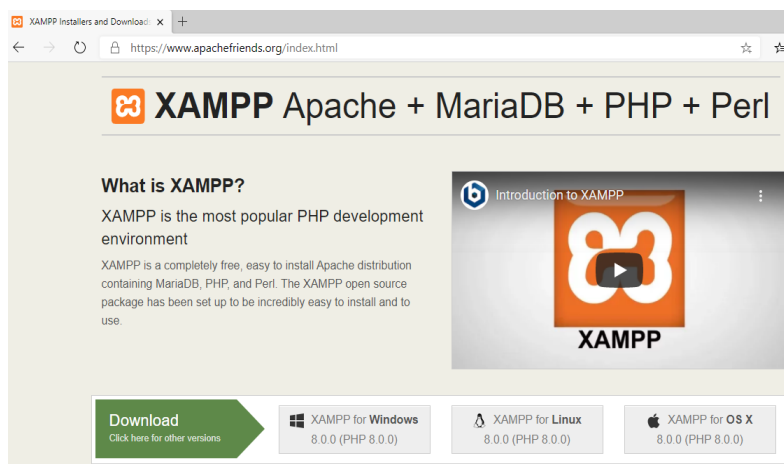 XAMPP Installers and Downloads
https://www.apachefriends.org/index.html
XAMPP Apache + MariaDB + PHP + Perl
What is XAMPP?
XAMPP is the most popular PHP development
environment
XAMPP is a completely free, easy to install Apache distribution
containing MariaDB, PHP, and Perl. The XAMPP open source
package has been set up to be incredibly easy to install and to
use.
Introduction to XAMPP
XAMPP
Download
Click here for other versions
XAMPP for Windows
8.0.0 (PHP 8.0.0)
XAMPP for Linux
8.0.0 (PHP 8.0.0)
XAMPP for OS X
8.0.0 (PHP 8.0.0)